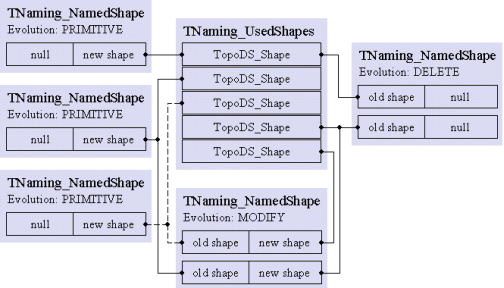 TNaming_NamedShape
Evolution: PRIMITIVE
null new shape
TNaming_NamedShape
Evolution: PRIMITIVE
null new shape
TNaming_NamedShape
Evolution: PRIMITIVE
null new shape
TNaming_UsedShapes
TopoDS_Shape
TopoDS_Shape
TopoDS_Shape
TopoDS_Shape
TopoDS_Shape
TNaming_NamedShape
Evolution: MODIFY
old shape new shape
old shape new shape
TNaming_NamedShape
Evolution: DELETE
old shape null
old shape null